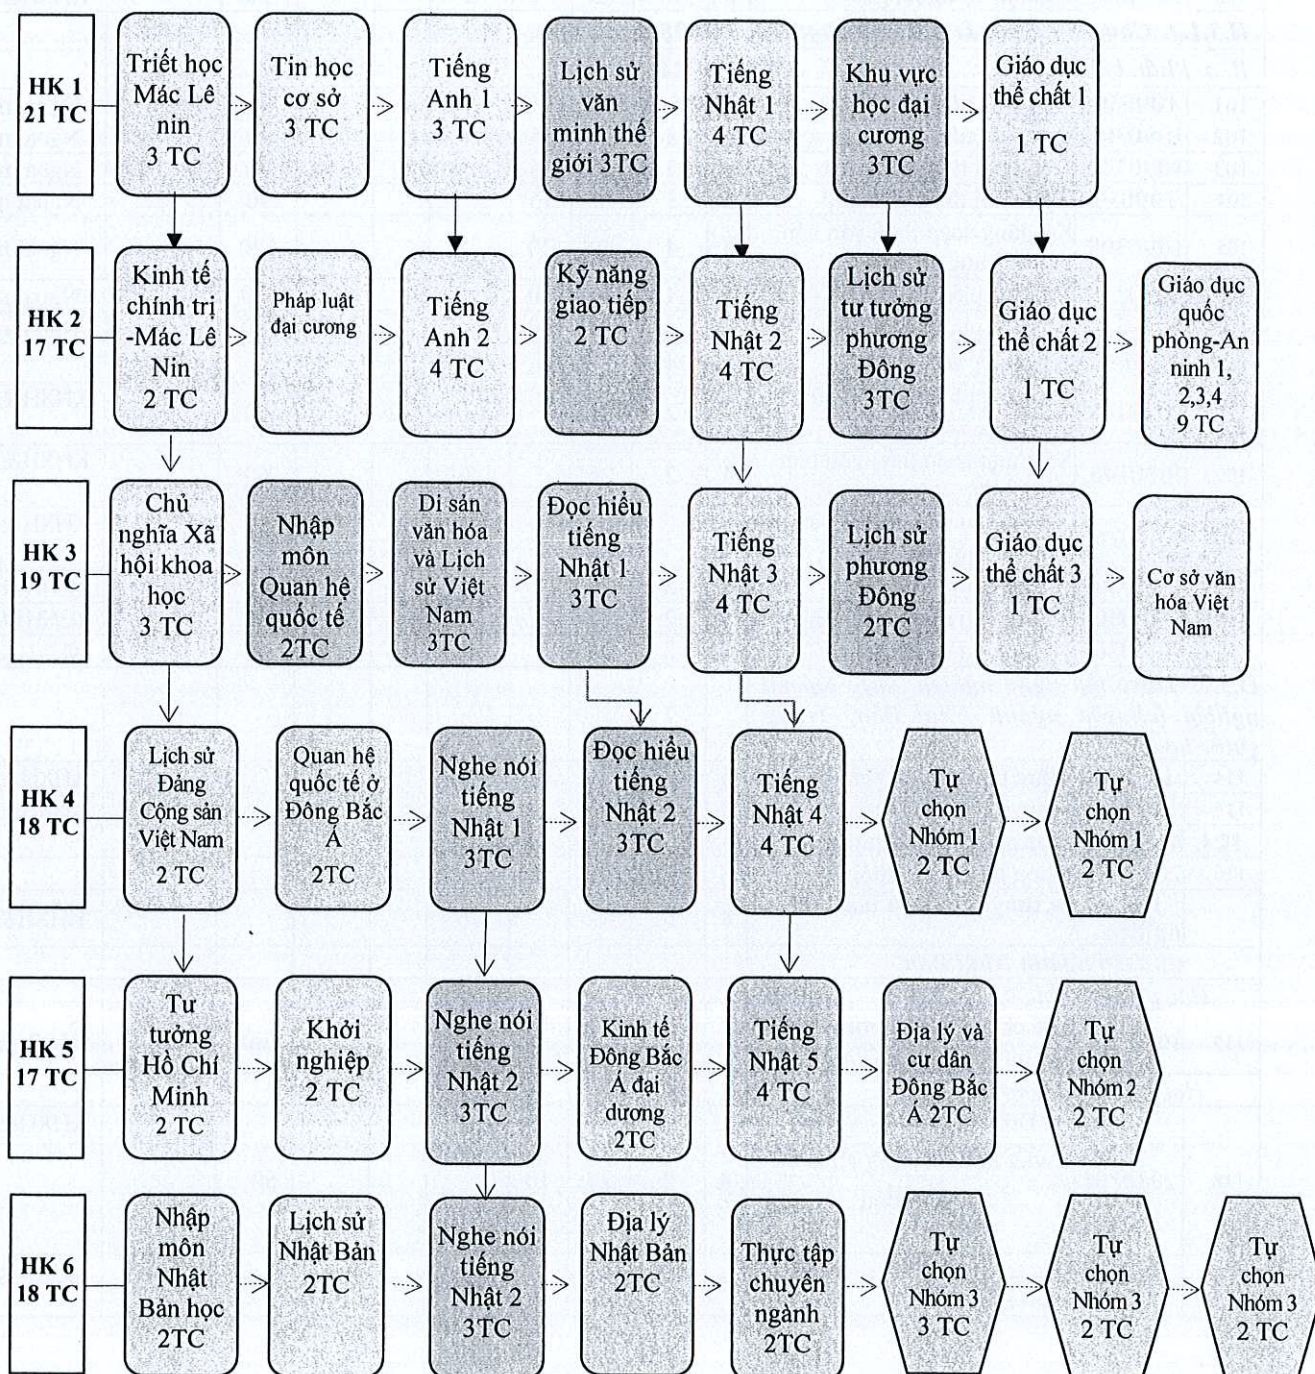 HK 1
21 TC
Triết học
Mác Lê
nin
3 TC
Tin học
cơ sở
3 TC
Tiếng
Anh 1
3 TC
Lịch sử
văn
minh thế
giới 3TC
Tiếng
Nhật 1
4 TC
Khu vực
học đại
cương
3TC
Giáo dục
thể chất 1
1 TC
HK 2
17 TC
Kinh tế
chính trị
-Mác Lê
Nin
2 TC
Pháp luật
đại cương
Tiếng
Anh 2
4 TC
Kỹ năng
giao tiếp
2 TC
Tiếng
Nhật 2
4 TC
Lịch sử
tư tưởng
phương
Đông
3TC
Giáo dục
thể chất 2
1 TC
Giáo dục
quốc
phòng-An
ninh 1,
2,3,4
9 TC
HK 3
19 TC
Chủ
nghĩa Xã
hội khoa
học
3 TC
Nhập
môn
Quan hệ
quốc tế
2TC
Di sản
văn hóa
và Lịch
sử Việt
Nam
3TC
Đọc hiểu
tiếng
Nhật 1
3TC
Tiếng
Nhật 3
4 TC
Lịch sử
phương
Đông
2TC
Giáo dục
thể chất 3
1 TC
Cơ sở văn
hóa Việt
Nam
HK 4
18 TC
Lịch sử
Đảng
Cộng sản
Việt Nam
2 TC
Quan hệ
quốc tế ở
Đông Bắc
Á
2TC
Nghe nói
tiếng
Nhật 1
3TC
Đọc hiểu
tiếng
Nhật 2
3TC
Tiếng
Nhật 4
4 TC
Tự
chọn
Nhóm 1
2 TC
Tự
chọn
Nhóm 1
2 TC
HK 5
17 TC
Tư
tưởng
Hồ Chí
Minh
2 TC
Khởi
nghiệp
2 TC
Nghe nói
tiếng
Nhật 2
3TC
Kinh tế
Đông Bắc
Á đại
dương
2TC
Tiếng
Nhật 5
4 TC
Địa lý và
cư dân
Đông Bắc
Á 2TC
Tự
chọn
Nhóm 2
2 TC
HK 6
18 TC
Nhập
môn
Nhật
Bản học
2TC
Lịch sử
Nhật Bản
2TC
Nghe nói
tiếng
Nhật 2
3TC
Địa lý
Nhật Bản
2TC
Thực tập
chuyên
ngành
2TC
Tự
chọn
Nhóm 3
3 TC
Tự
chọn
Nhóm 3
2 TC
Tự
chọn
Nhóm 3
2 TC